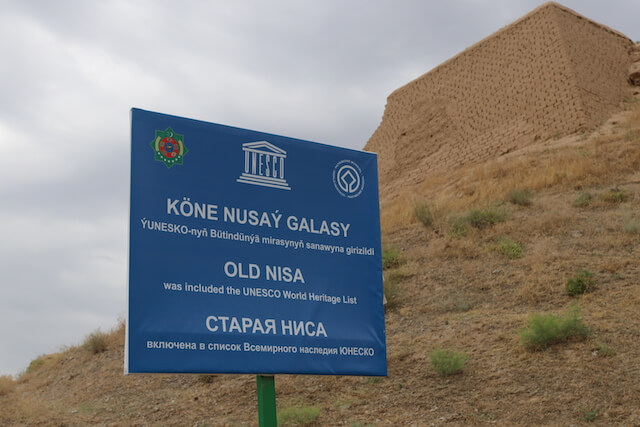 UNESCO
KÖNE NUSAÝ GALASY
ÝUNESKO-nyň Bütindünýä mirasynyň sanawyna girizildi
OLD NISA
was included the UNESCO World Heritage List
СТАРАЯ НИСА
включена в список Всемирного наследия ЮНЕСКО